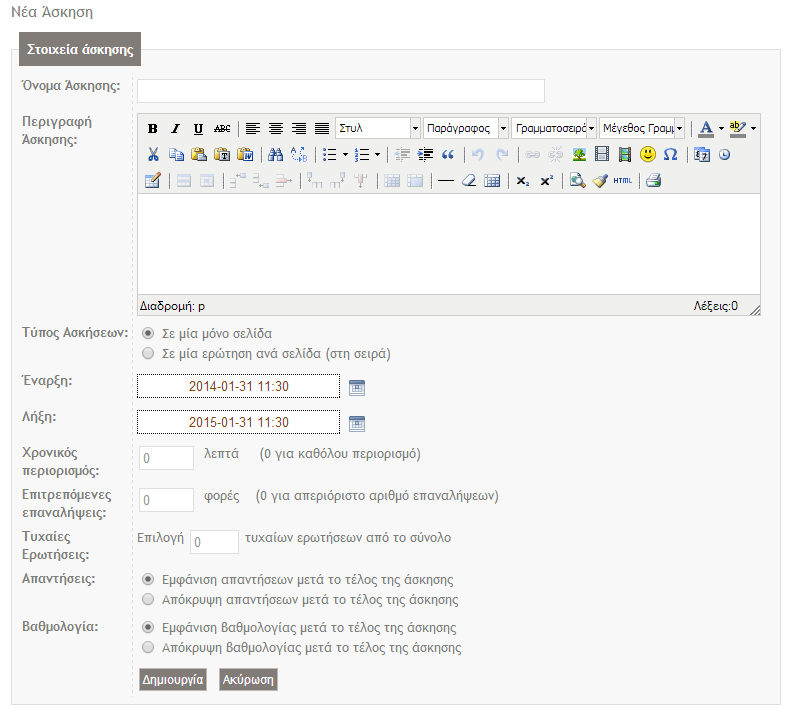 Νέα Άσκηση
Στοιχεία άσκησης
Όνομα Άσκησης:
Περιγραφή
Άσκησης:
B I U ABC Στυλ Παράγραφος Γραμματοσειρά Μέγεθος Γραμμ A ab
T W A B Ω 7
x₂ x² HTML
Διαδρομή: p Λέξεις:0
Τύπος Ασκήσεων: Σε μία μόνο σελίδα
Σε μία ερώτηση ανά σελίδα (στη σειρά)
Έναρξη: 2014-01-31 11:30
Λήξη: 2015-01-31 11:30
Χρονικός
περιορισμός: 0 λεπτά (0 για καθόλου περιορισμό)
Επιτρεπόμενες
επαναλήψεις: 0 φορές (0 για απεριόριστο αριθμό επαναλήψεων)
Τυχαίες
Ερωτήσεις: Επιλογή 0 τυχαίων ερωτήσεων από το σύνολο
Απαντήσεις: Εμφάνιση απαντήσεων μετά το τέλος της άσκησης
Απόκρυψη απαντήσεων μετά το τέλος της άσκησης
Βαθμολογία: Εμφάνιση βαθμολογίας μετά το τέλος της άσκησης
Απόκρυψη βαθμολογίας μετά το τέλος της άσκησης
Δημιουργία Ακύρωση